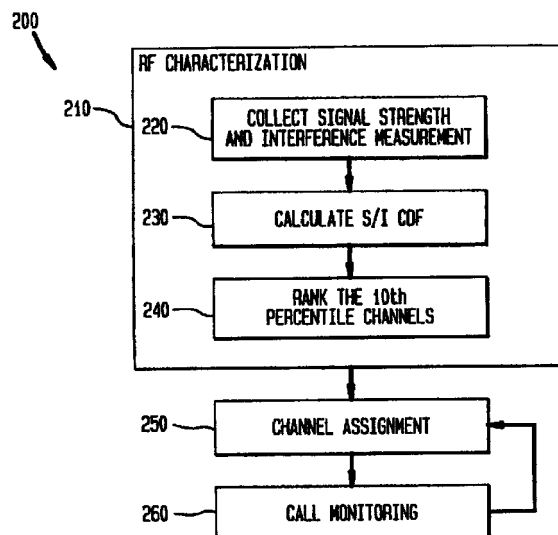 200
RF CHARACTERIZATION
210
220
COLLECT SIGNAL STRENGTH
AND INTERFERENCE MEASUREMENT
230
CALCULATE S/I CDF
240
RANK THE 10th
PERCENTILE CHANNELS
250
CHANNEL ASSIGNMENT
260
CALL MONITORING